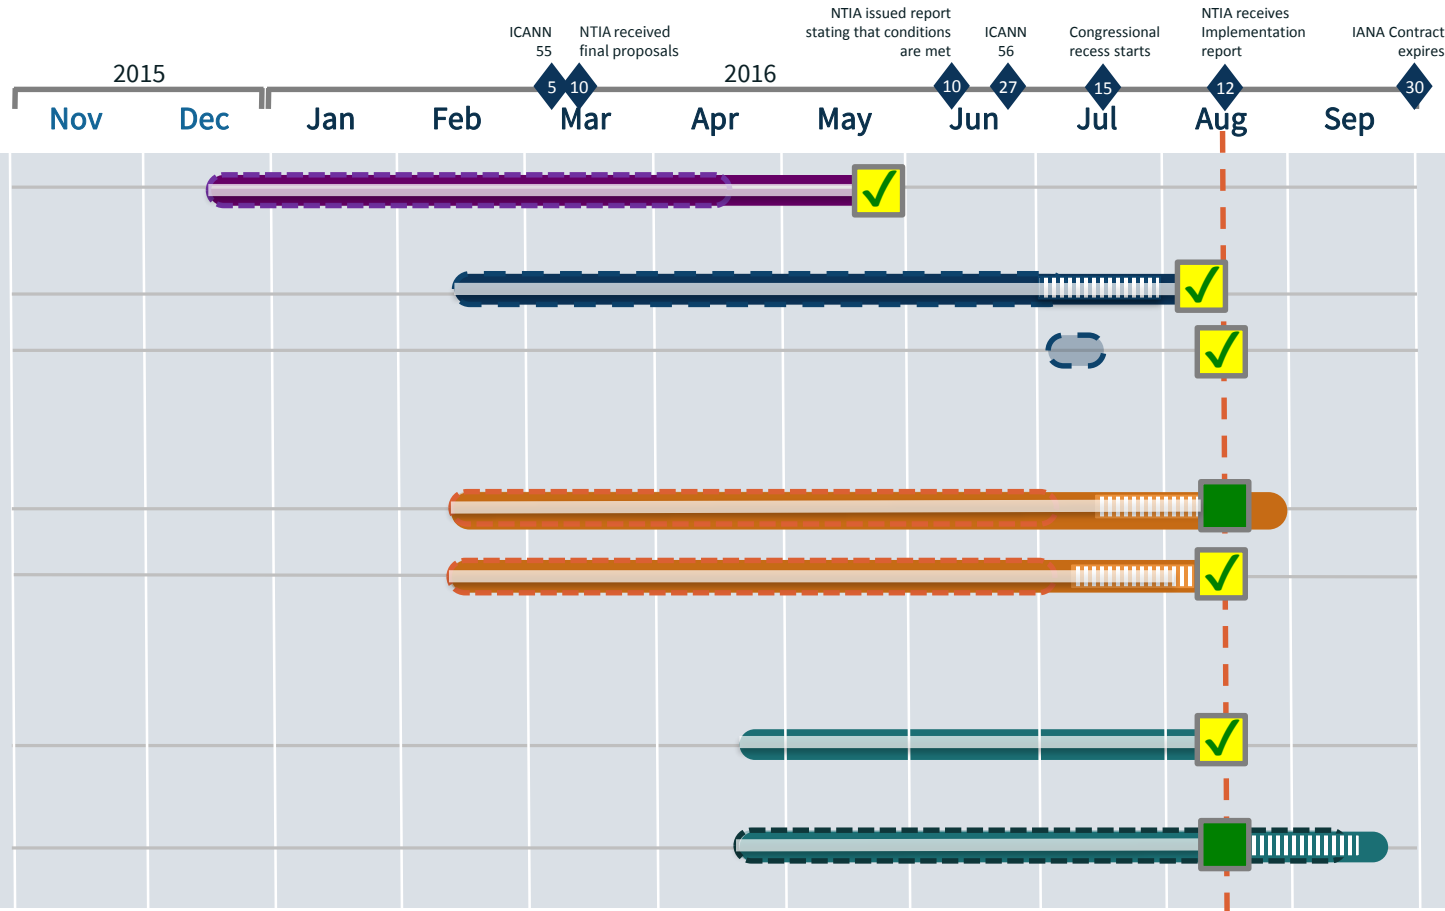 NTIA issued report
stating that conditions
are met
NTIA receives
Implementation
report
ICANN
55
NTIA received
final proposals
ICANN
56
Congressional
recess starts
IANA Contract
expires
2015
2016
5
10
10
27
15
12
30
Nov
Dec
Jan
Feb
Mar
Apr
May
Jun
Jul
Aug
Sep